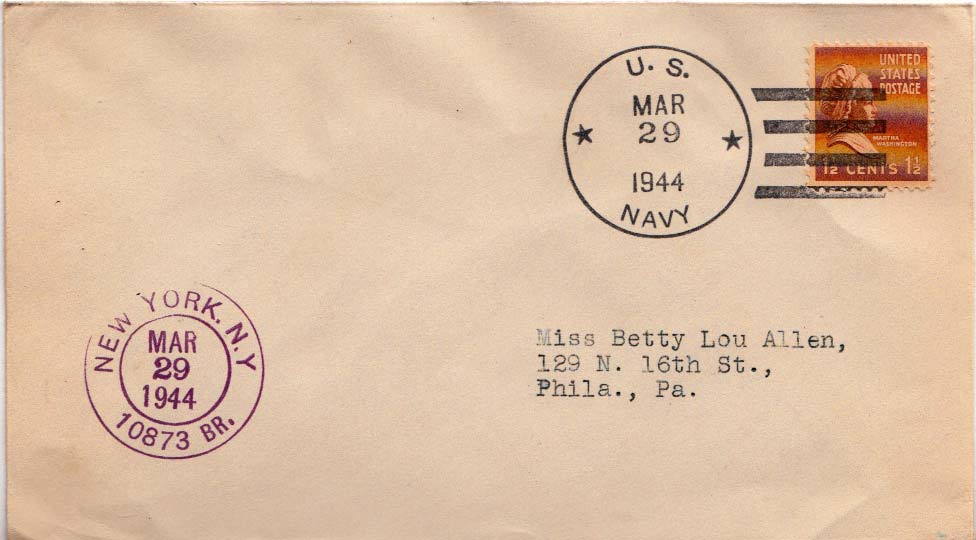 U. S.
MAR
29
1944
NAVY
UNITED
STATES
POSTAGE
MARTHA
WASHINGTON
1½ CENTS 1½
NEW YORK. N.Y
MAR
29
1944
10873 BR.
Miss Betty Lou Allen,
129 N. 16th St.,
Phila., Pa.